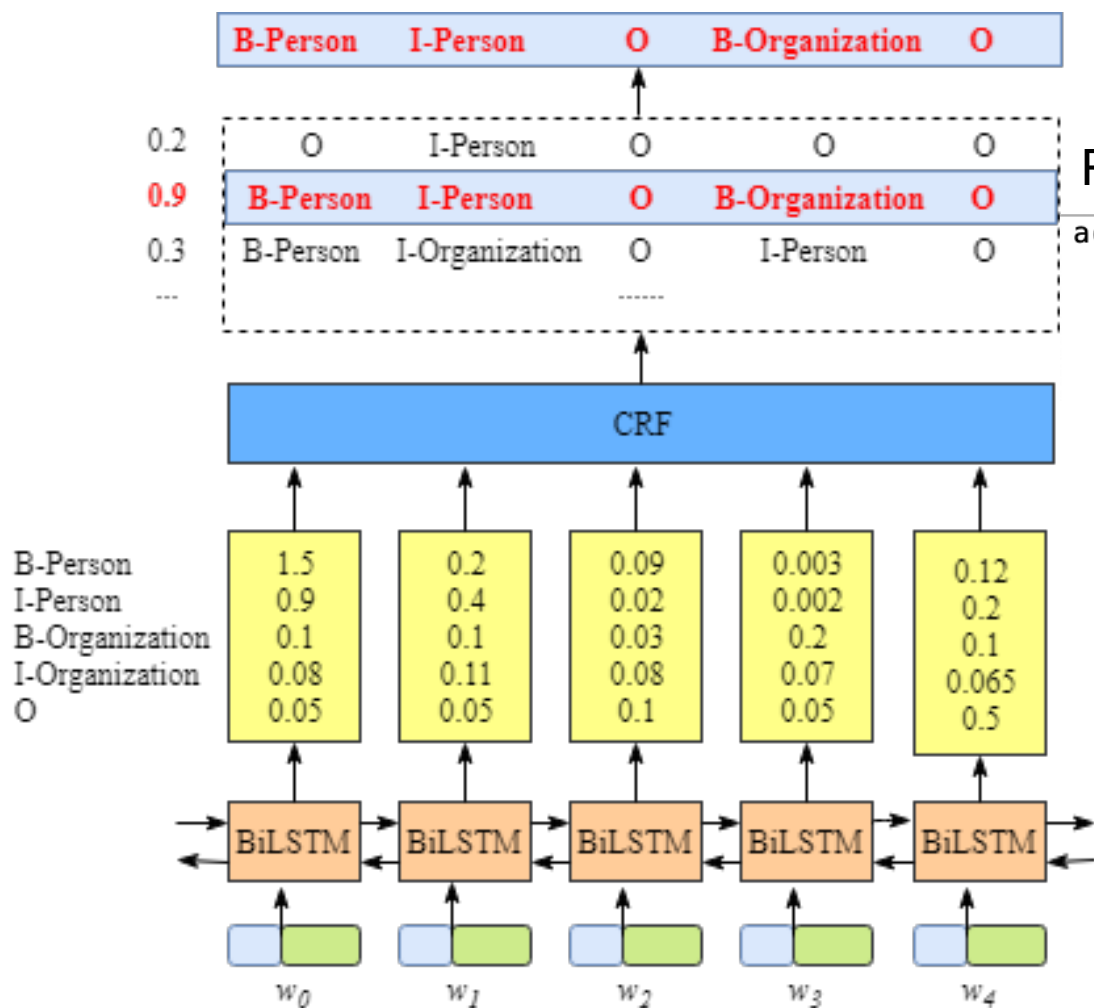 B-Person I-Person O B-Organization O
0.2 O I-Person O O O
0.9 B-Person I-Person O B-Organization O
0.3 B-Person I-Organization O I-Person O
--- ------
CRF
B-Person 1.5 0.2 0.09 0.003 0.12
I-Person 0.9 0.4 0.02 0.002 0.2
B-Organization 0.1 0.1 0.03 0.2 0.1
I-Organization 0.08 0.11 0.08 0.07 0.065
O 0.05 0.05 0.1 0.05 0.5
BiLSTM BiLSTM BiLSTM BiLSTM BiLSTM
w0 w1 w2 w3 w4